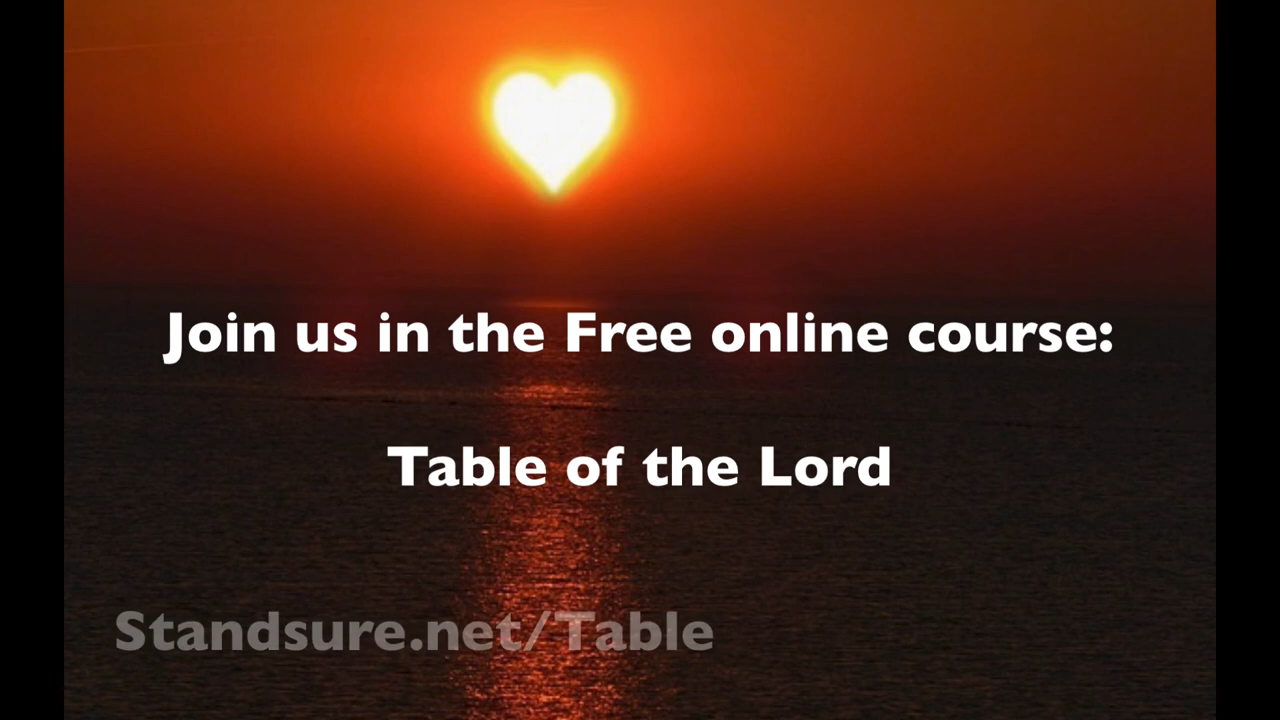 Join us in the Free online course:
Table of the Lord
Standsure.net/Table